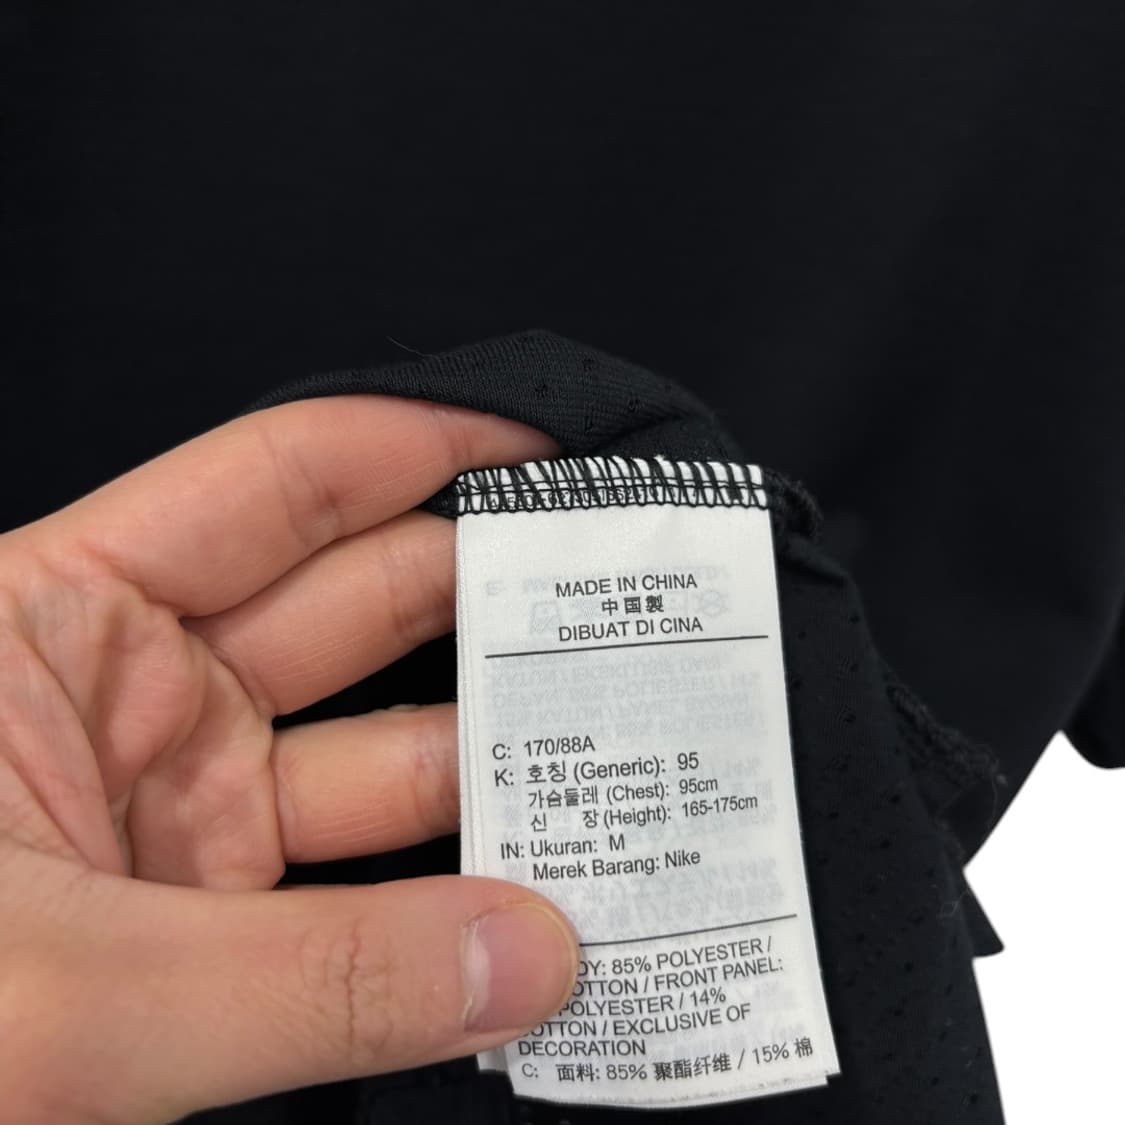 MADE IN CHINA
中国製
DIBUAT DI CINA
C: 170/88A
K: 호칭 (Generic): 95
가슴둘레 (Chest): 95cm
신 장 (Height): 165-175cm
IN: Ukuran: M
Merek Barang: Nike
DY: 85% POLYESTER /
OTTON / FRONT PANEL:
POLYESTER / 14%
COTTON / EXCLUSIVE OF
DECORATION
C: 面料: 85% 聚酯纤维 / 15% 棉